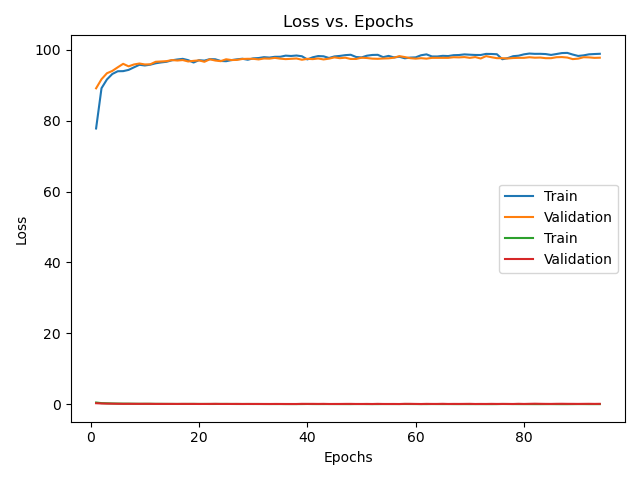 Loss vs. Epochs
100
80
60
40
20
0
Loss
Train
Validation
Train
Validation
0 20 40 60 80
Epochs